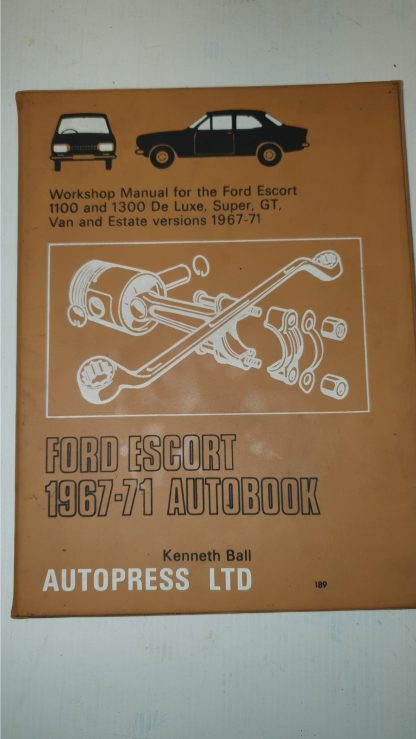 Workshop Manual for the Ford Escort
1100 and 1300 De Luxe, Super, GT,
Van and Estate versions 1967-71
FORD ESCORT
1967-71 AUTOBOOK
Kenneth Ball
AUTOPRESS LTD
189